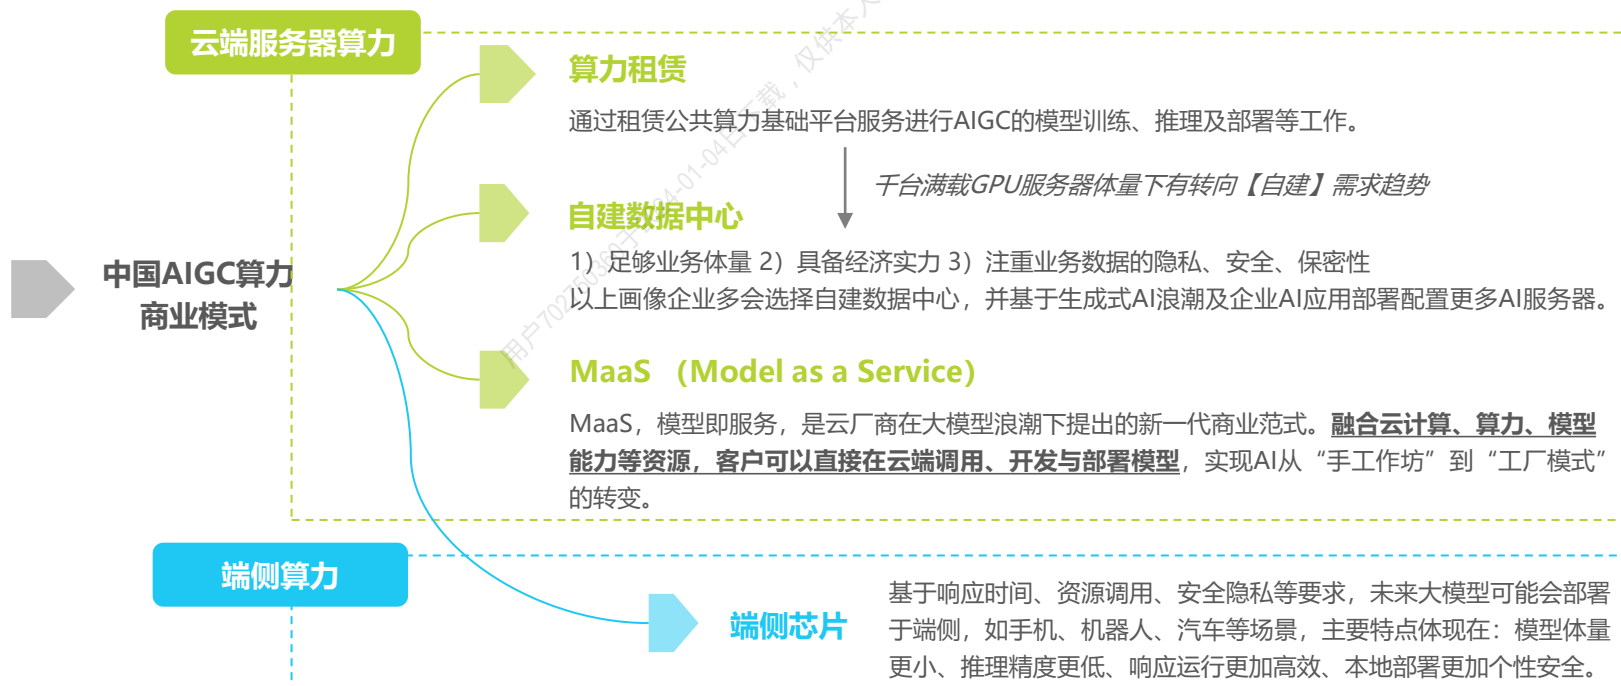 云端服务器算力
算力租赁
通过租赁公共算力基础平台服务进行AIGC的模型训练、推理及部署等工作。
千台满载GPU服务器体量下有转向【自建】需求趋势
自建数据中心
1）足够业务体量 2）具备经济实力 3）注重业务数据的隐私、安全、保密性
以上画像企业多会选择自建数据中心，并基于生成式AI浪潮及企业AI应用部署配置更多AI服务器。
中国AIGC算力
商业模式
MaaS （Model as a Service）
MaaS，模型即服务，是云厂商在大模型浪潮下提出的新一代商业范式。融合云计算、算力、模型
能力等资源，客户可以直接在云端调用、开发与部署模型，实现AI从“手工作坊”到“工厂模式”
的转变。
端侧算力
端侧芯片
基于响应时间、资源调用、安全隐私等要求，未来大模型可能会部署
于端侧，如手机、机器人、汽车等场景，主要特点体现在：模型体量
更小、推理精度更低、响应运行更加高效、本地部署更加个性安全。